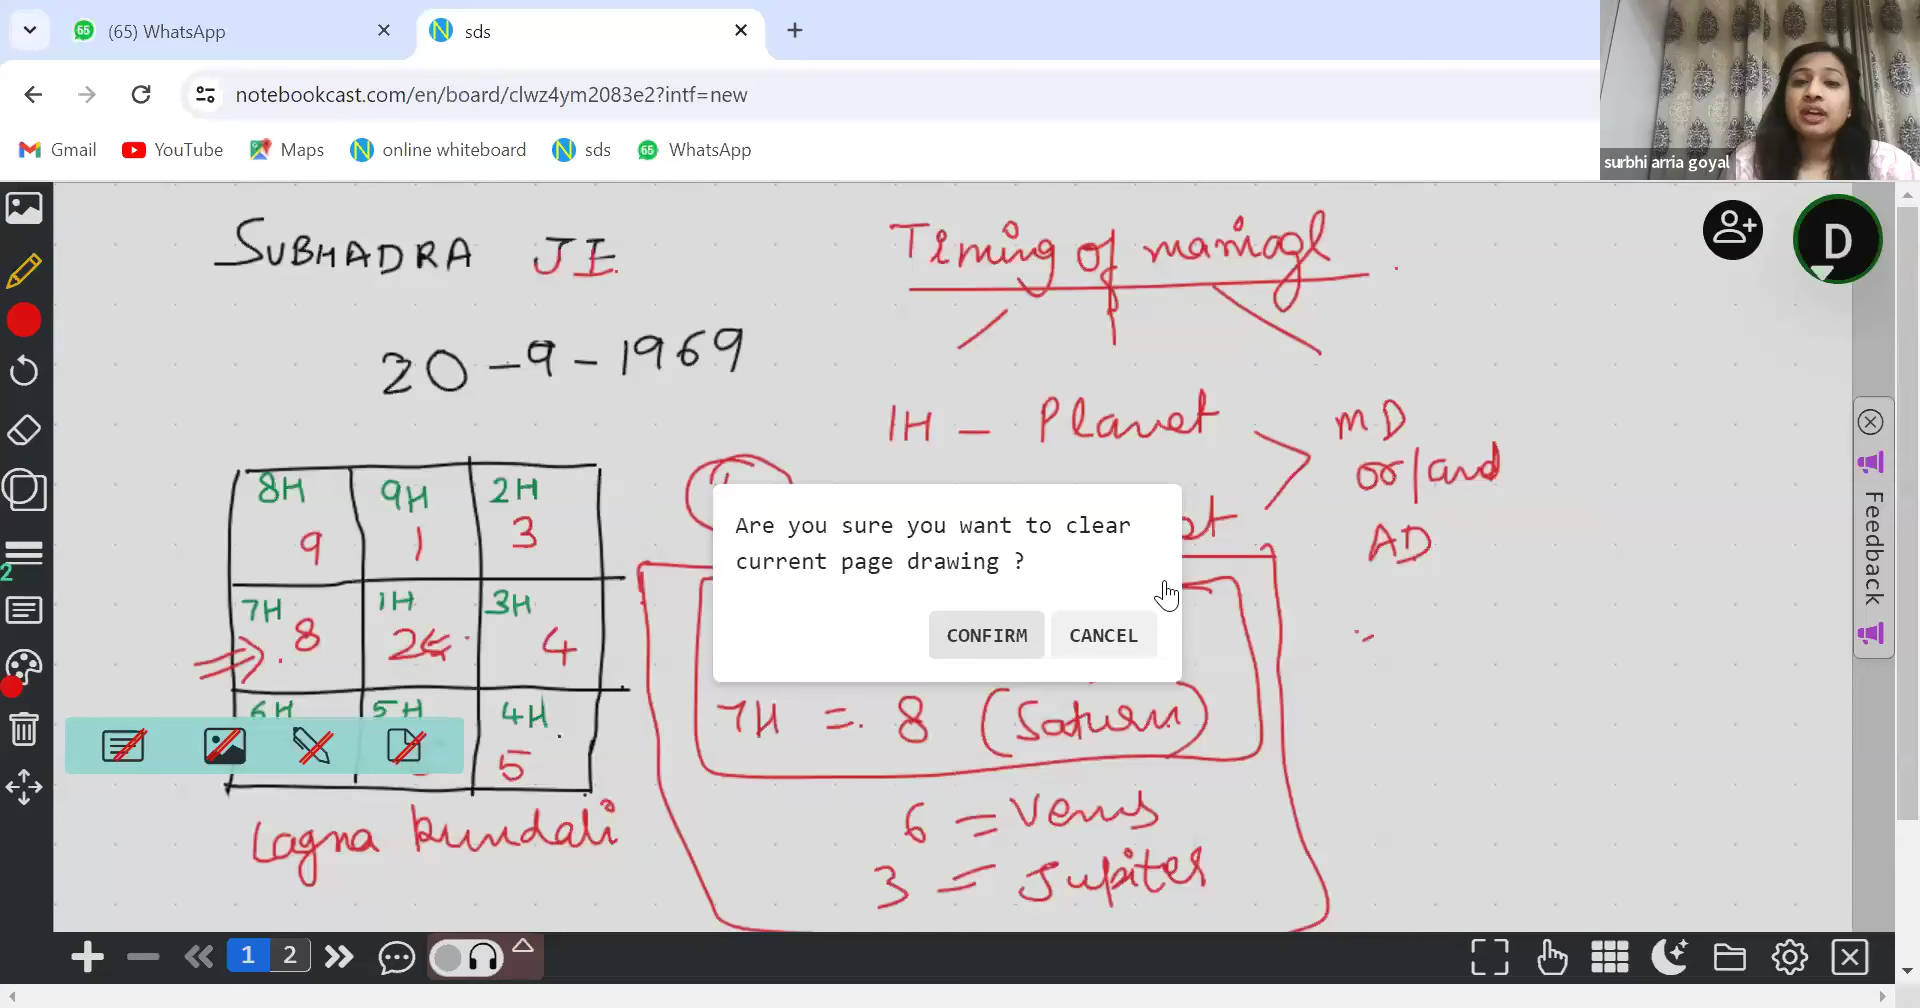 (65) WhatsApp
sds
notebookcast.com/en/board/clwz4ym2083e2?intf=new
Gmail
YouTube
Maps
online whiteboard
sds
WhatsApp
surbhi arria goyal
SUBHADRA JI
20-9-1969
8H 9H 2H
9 1 3
7H 1H 3H
8 2 4
6H 5H 4H
5
Lagna kundali
Timing of marriage
1H - Planet
MD
or/and
AD
Are you sure you want to clear
current page drawing ?
CONFIRM CANCEL
7H = 8 (Saturn)
6 = Venus
3 = Jupiter
D
Feedback
2
1 2